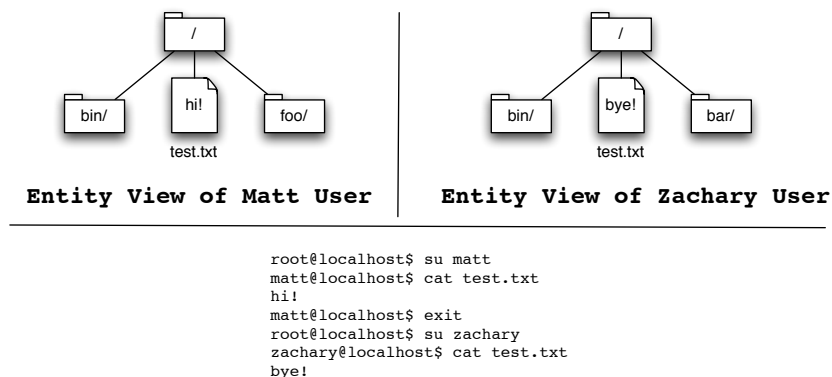 /
bin/
hi!
foo/
test.txt
Entity View of Matt User
/
bin/
bye!
bar/
test.txt
Entity View of Zachary User
root@localhost$ su matt
matt@localhost$ cat test.txt
hi!
matt@localhost$ exit
root@localhost$ su zachary
zachary@localhost$ cat test.txt
bye!